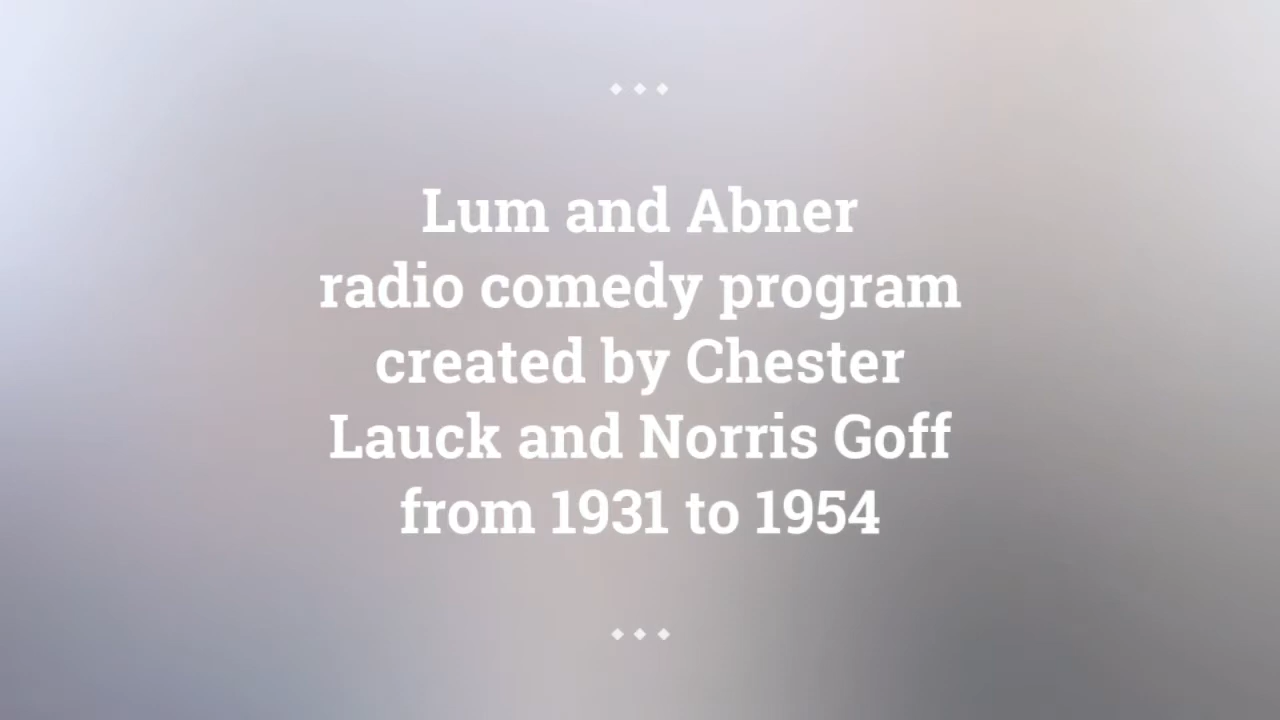 Lum and Abner
radio comedy program
created by Chester
Lauck and Norris Goff
from 1931 to 1954